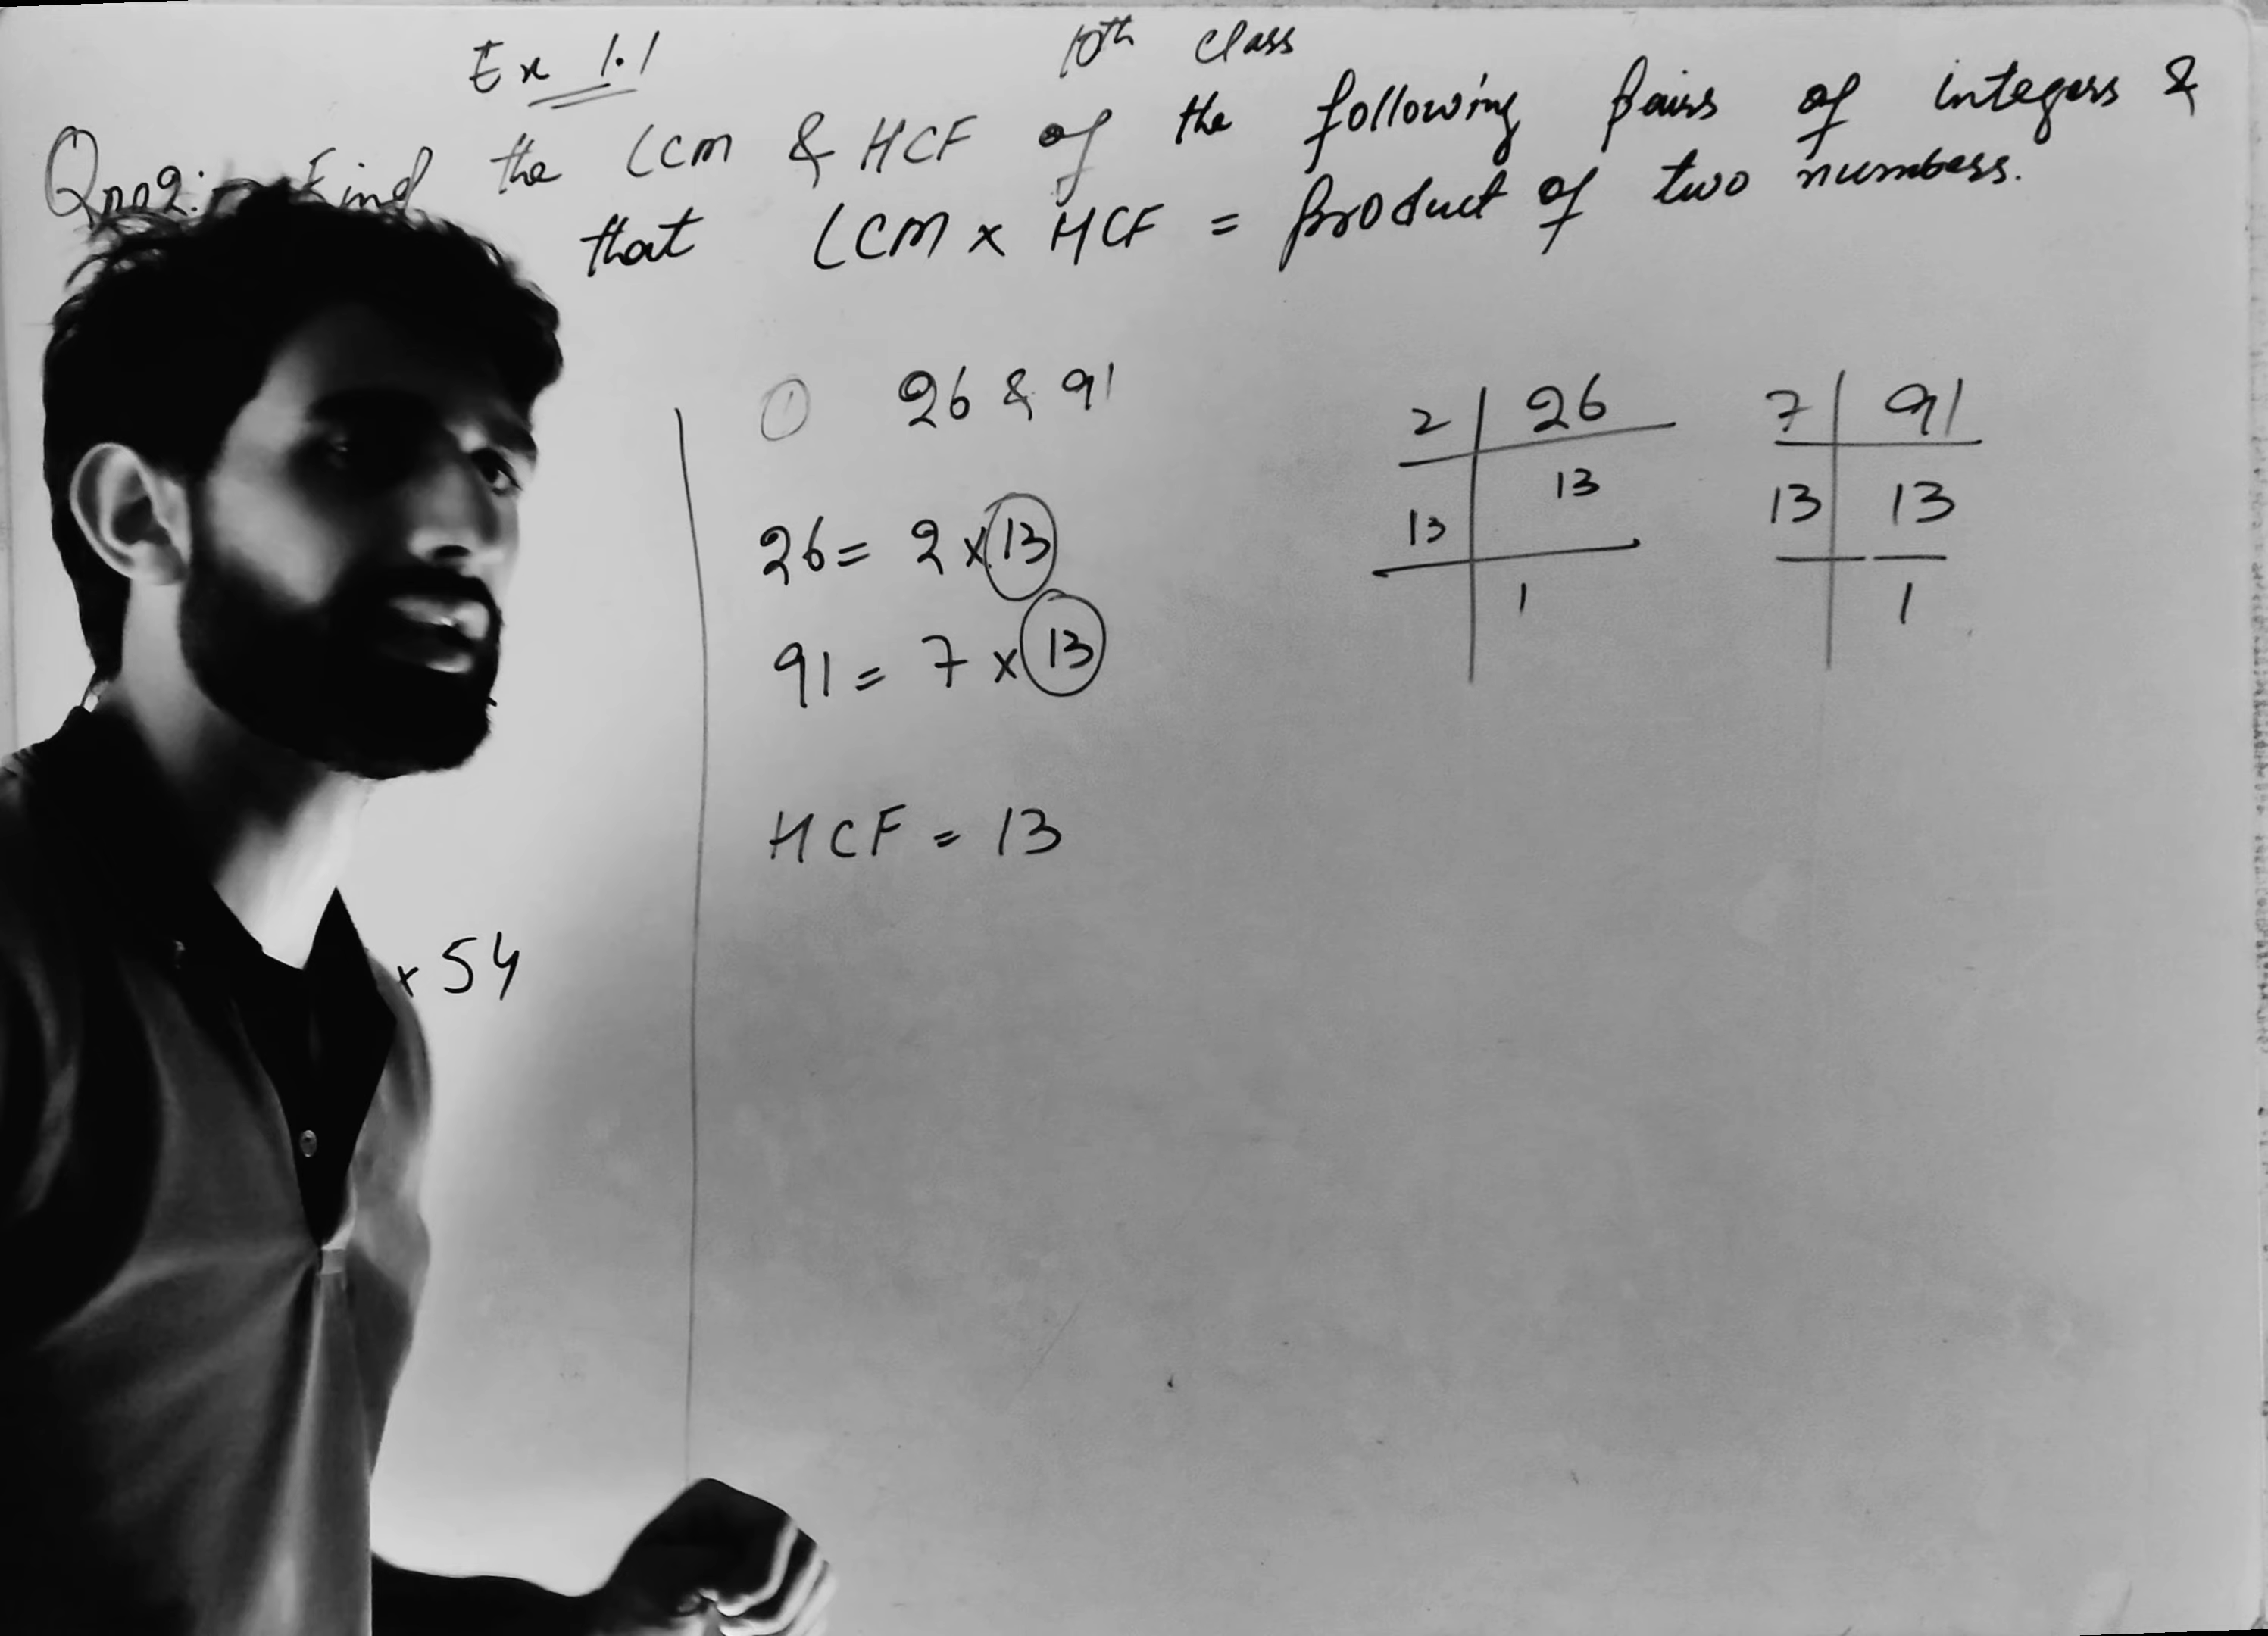 Ex 1.1
10th class
Qno2: Find the LCM & HCF of the following pairs of integers &
that LCM x HCF = product of two numbers.
① 26 & 91
26 = 2 x 13
91 = 7 x 13
HCF = 13
x 54
2 | 26
13 | 13
1
7 | 91
13 | 13
1